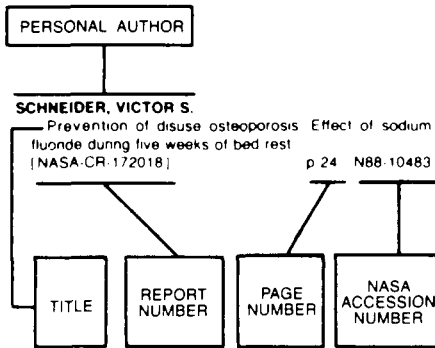 PERSONAL AUTHOR
SCHNEIDER, VICTOR S.
Prevention of disuse osteoporosis Effect of sodium
fluoride during five weeks of bed rest
[NASA-CR-172018] p 24 N88-10483
TITLE
REPORT
NUMBER
PAGE
NUMBER
NASA
ACCESSION
NUMBER